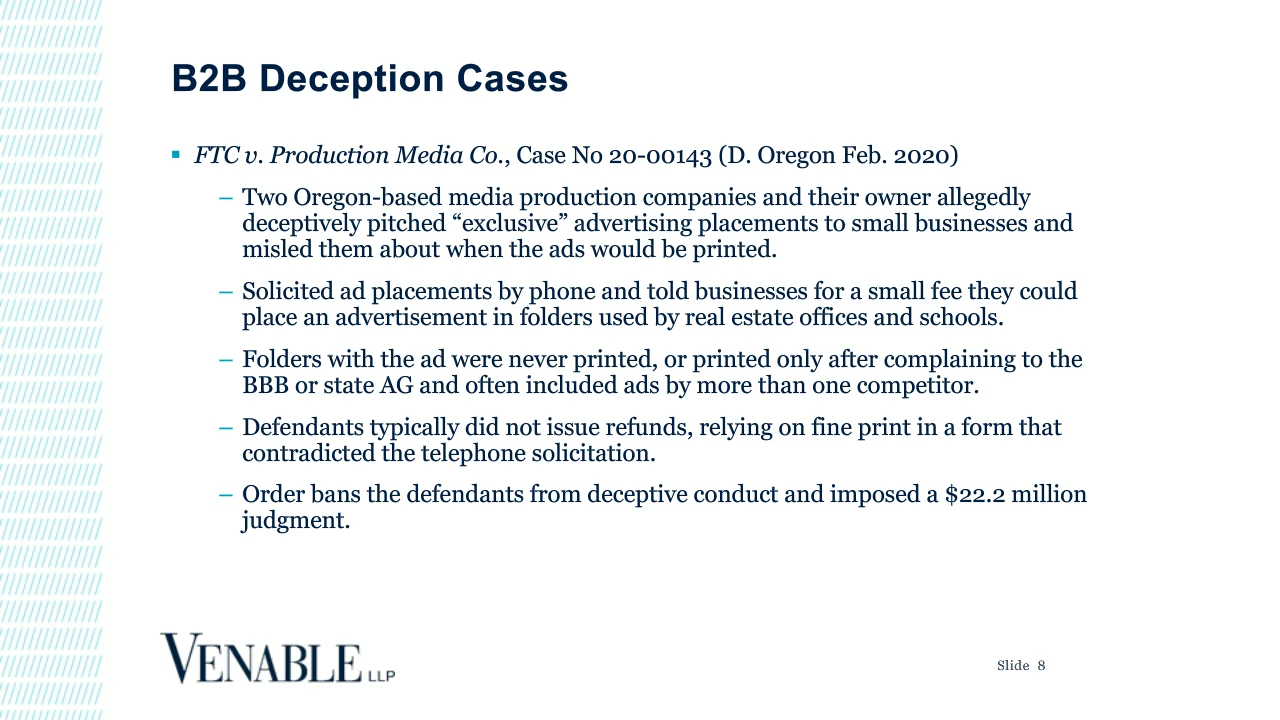 B2B Deception Cases
▪ FTC v. Production Media Co., Case No 20-00143 (D. Oregon Feb. 2020)
– Two Oregon-based media production companies and their owner allegedly
deceptively pitched “exclusive” advertising placements to small businesses and
misled them about when the ads would be printed.
– Solicited ad placements by phone and told businesses for a small fee they could
place an advertisement in folders used by real estate offices and schools.
– Folders with the ad were never printed, or printed only after complaining to the
BBB or state AG and often included ads by more than one competitor.
– Defendants typically did not issue refunds, relying on fine print in a form that
contradicted the telephone solicitation.
– Order bans the defendants from deceptive conduct and imposed a $22.2 million
judgment.
VENABLE LLP
Slide 8